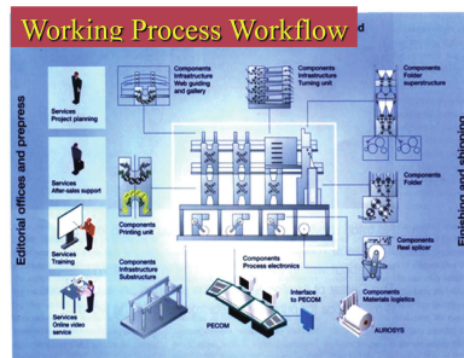 Working Process Workflow
Editorial offices and prepress
Services
Project planning
Services
After-sales support
Services
Training
Services
Online video
service
Components
Infrastructure
Web guiding
and gallery
Components
Infrastructure
Turning unit
Components
Folder
superstructure
Components
Printing unit
Components
Folder
Components
Reel splicer
Components
Infrastructure
Substructure
Components
Process electronics
PECOM
Interface
to PECOM
Components
Materials logistics
AUROSYS
Finishing and shipping